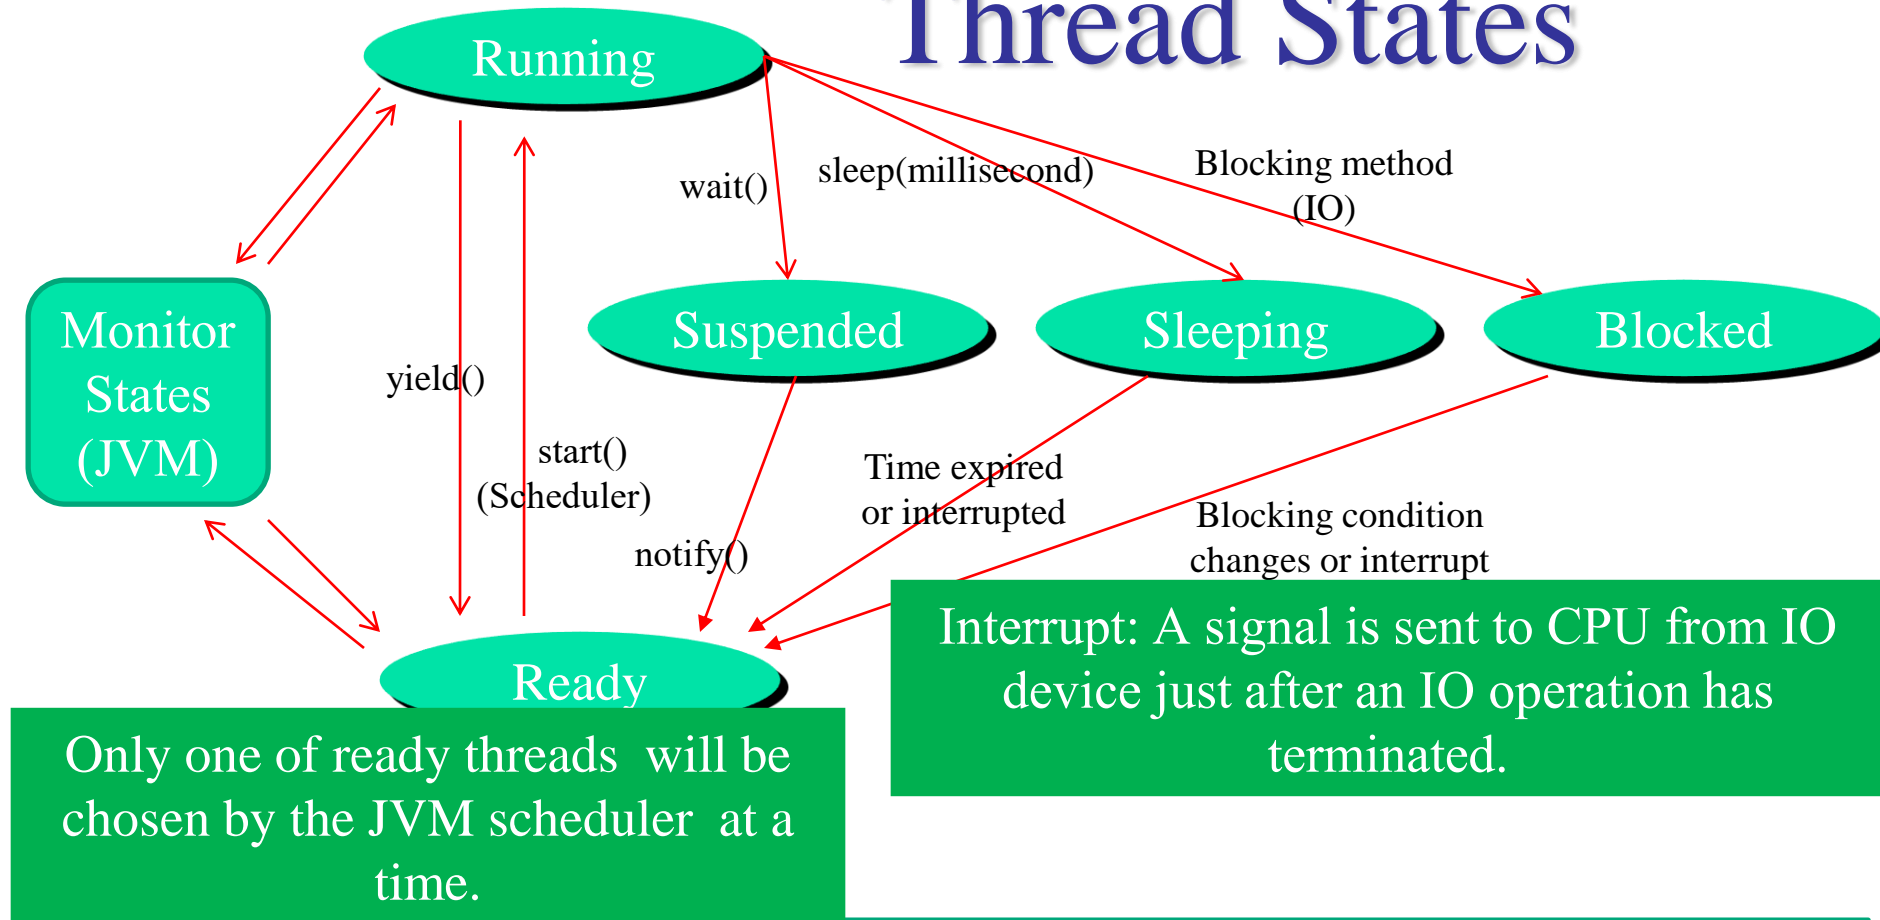 Thread States
Running
wait()
sleep(millisecond)
Blocking method
(IO)
Monitor
States
(JVM)
Suspended
Sleeping
Blocked
yield()
start()
(Scheduler)
notify()
Time expired
or interrupted
Blocking condition
changes or interrupt
Ready
Interrupt: A signal is sent to CPU from IO
device just after an IO operation has
terminated.
Only one of ready threads will be
chosen by the JVM scheduler at a
time.